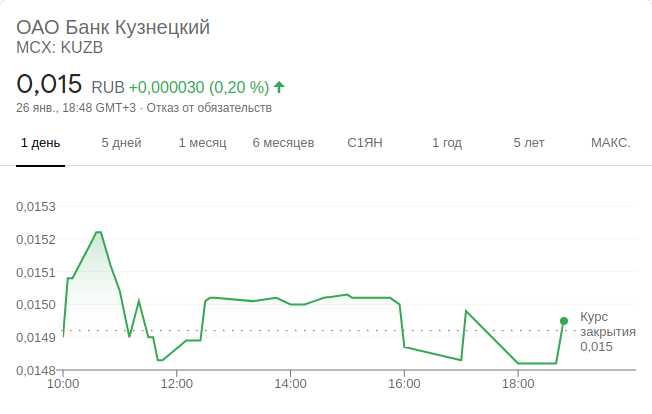 ОАО Банк Кузнецкий
MCX: KUZB
0,015 RUB +0,000030 (0,20 %)
26 янв., 18:48 GMT+3 · Отказ от обязательств
1 день 5 дней 1 месяц 6 месяцев С1ЯН 1 год 5 лет МАКС.
0,0153
0,0152
0,0151
0,0150
0,0149
0,0148
Курс
закрытия
0,015
10:00 12:00 14:00 16:00 18:00